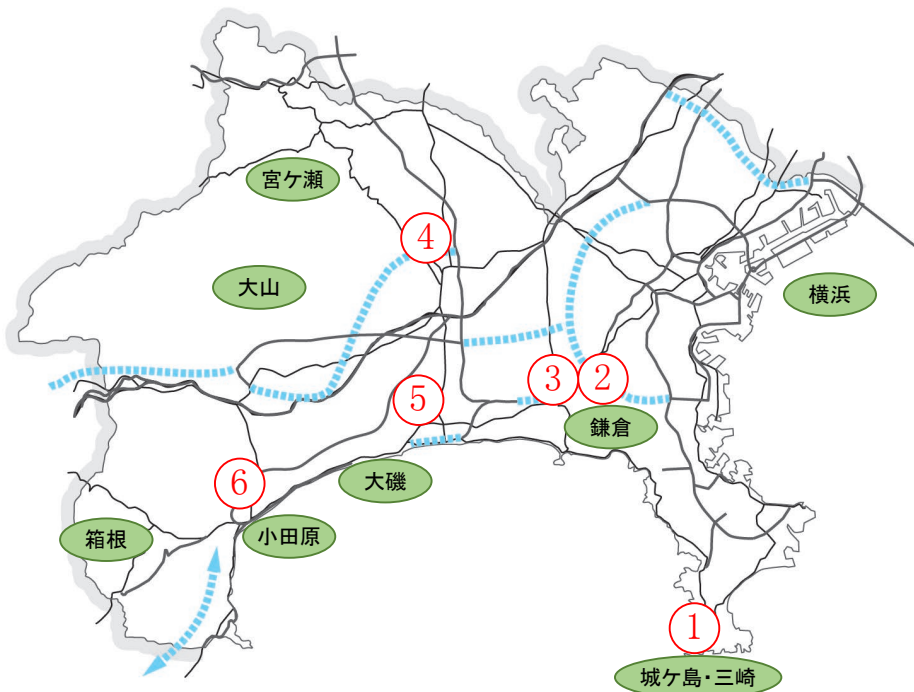 宮ケ瀬
④
大山
横浜
③
②
⑤
鎌倉
大磯
⑥
小田原
箱根
①
城ケ島・三崎